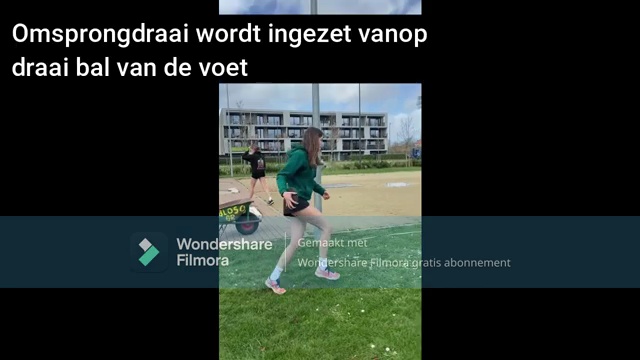 Omsprongdraai wordt ingezet vanop
draai bal van de voet
Wondershare
Filmora
Gemaakt met
Wondershare Filmora gratis abonnement